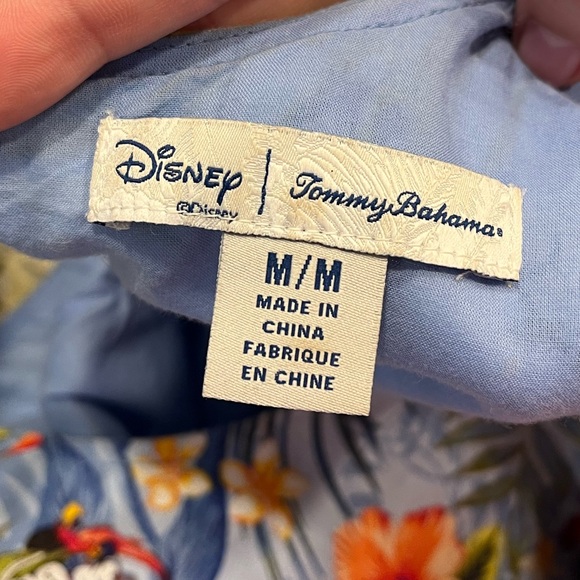 Disney | Tommy Bahama®
©Disney
M/M
MADE IN
CHINA
FABRIQUE
EN CHINE